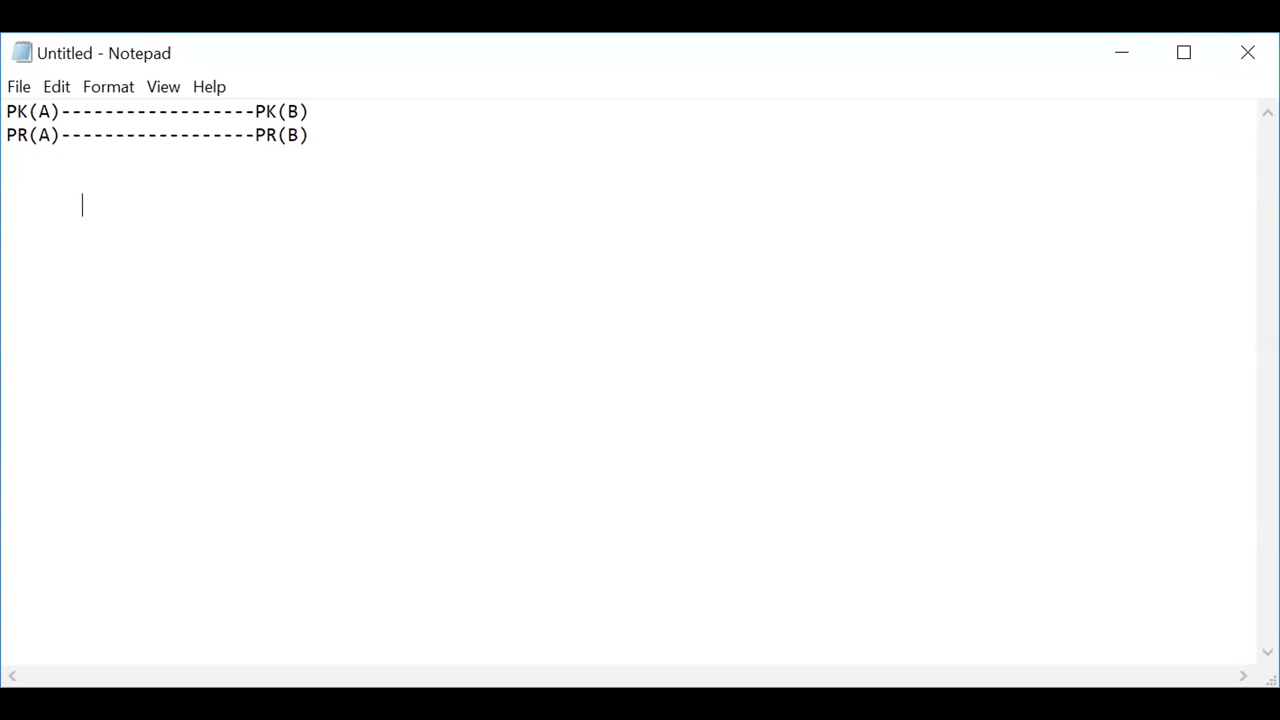 Untitled - Notepad
File Edit Format View Help
PK(A)------------------PK(B)
PR(A)------------------PR(B)